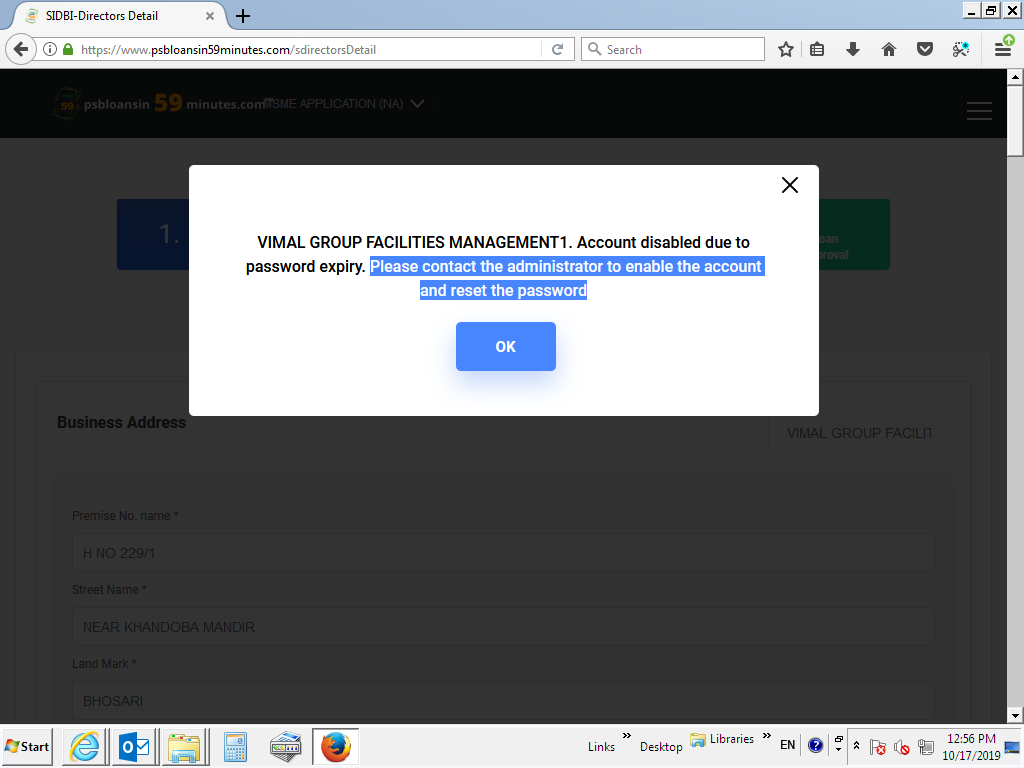 SIDBI-Directors Detail
https://www.psbloansin59minutes.com/sdirectorsDetail
Search
59
psbloansin 59 minutes.com
MSME APPLICATION (NA)
1.
VIMAL GROUP FACILITIES MANAGEMENT1. Account disabled due to
password expiry. Please contact the administrator to enable the account
and reset the password
OK
Business Address
VIMAL GROUP FACILIT
Premise No. name *
H NO 229/1
Street Name *
NEAR KHANDOBA MANDIR
Land Mark *
BHOSARI
Start
Links
Desktop
Libraries
EN
12:56 PM
10/17/2019